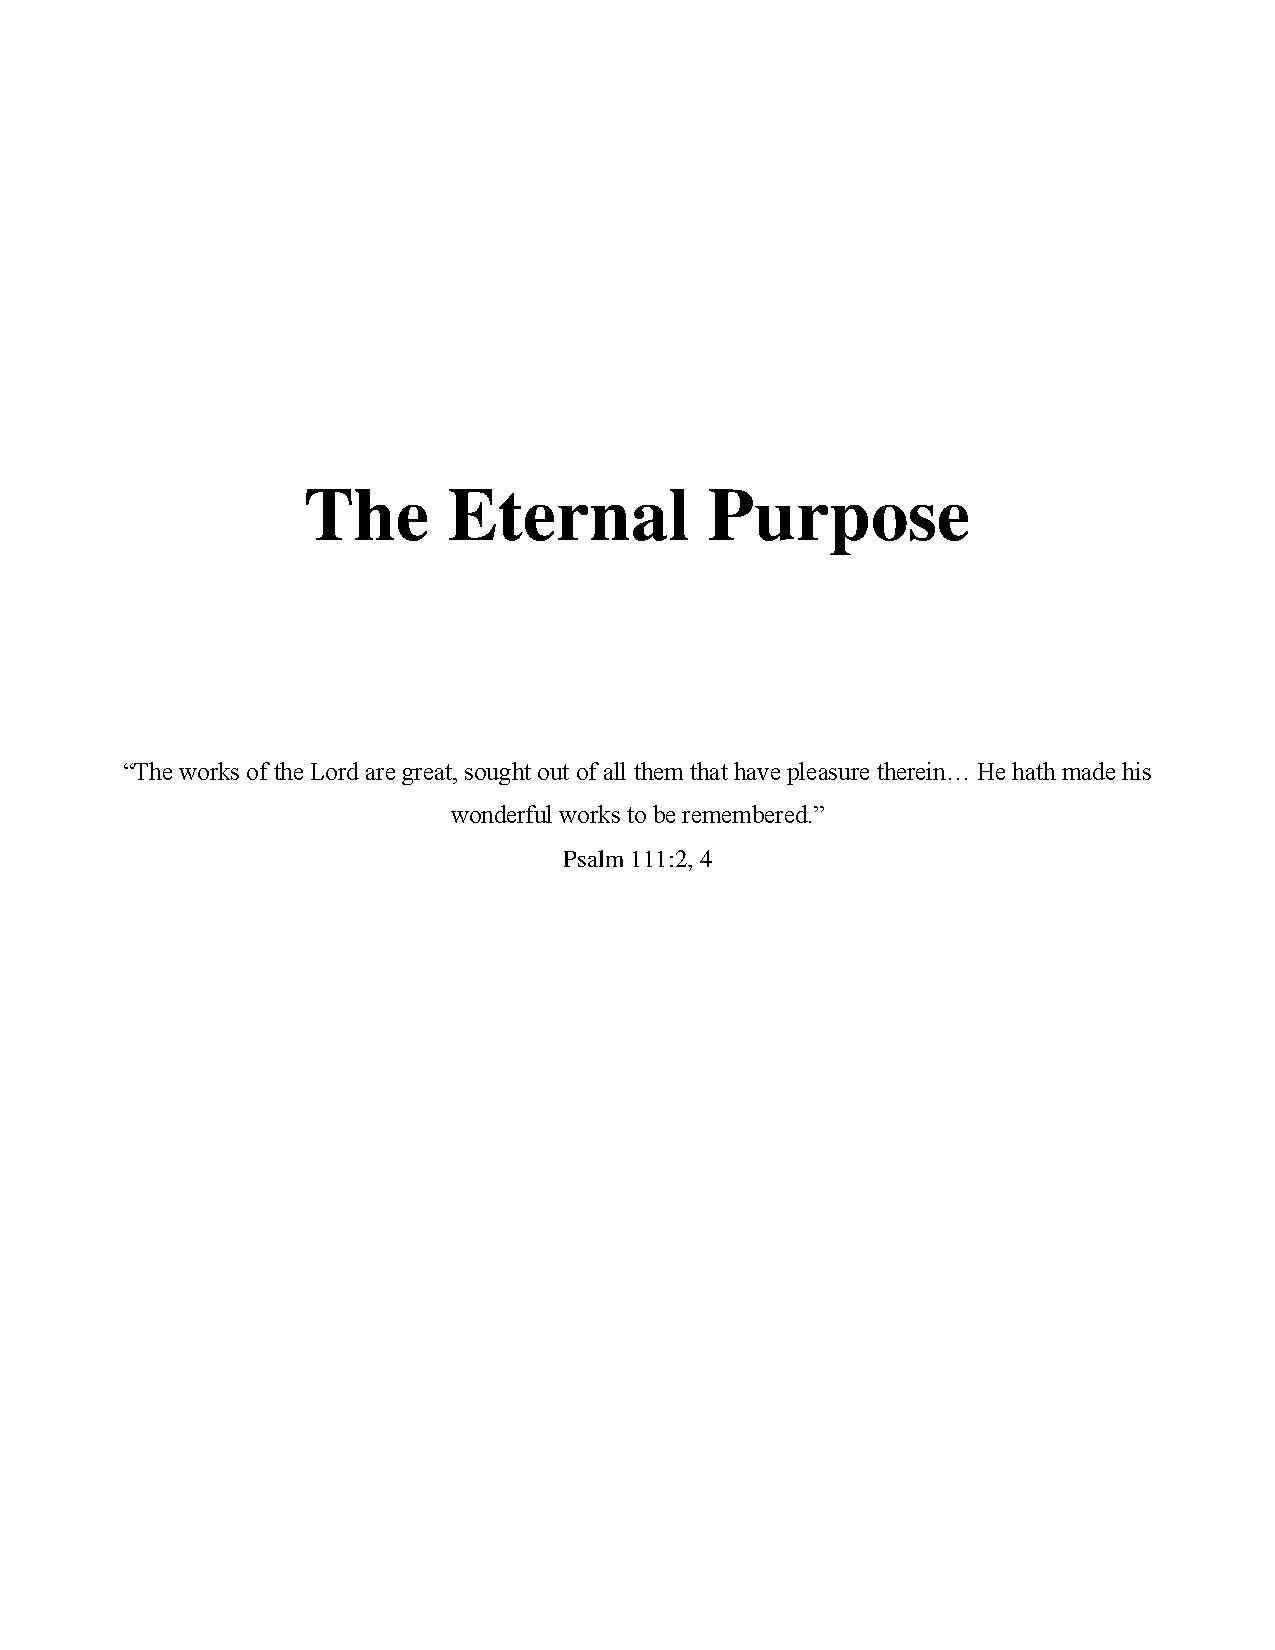 The Eternal Purpose
“The works of the Lord are great, sought out of all them that have pleasure therein… He hath made his
wonderful works to be remembered.”
Psalm 111:2, 4